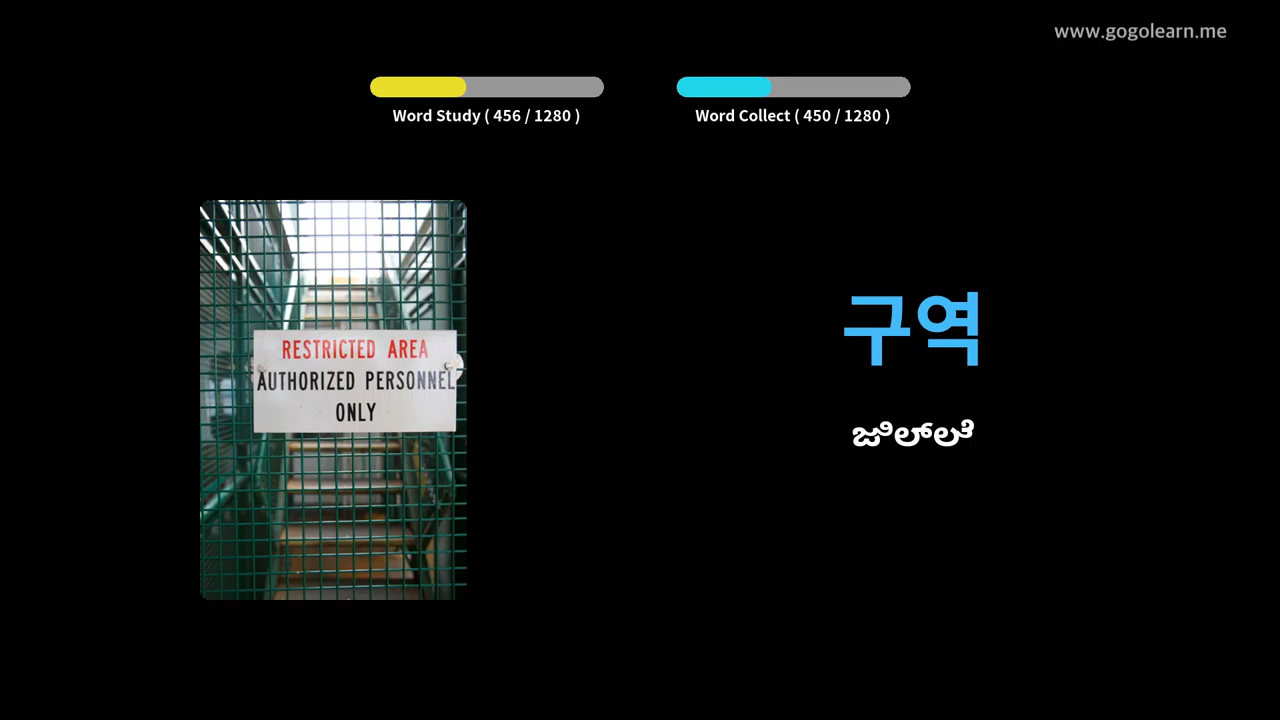 www.gogolearn.me
Word Study ( 456 / 1280 )
Word Collect ( 450 / 1280 )
RESTRICTED AREA
AUTHORIZED PERSONNEL
ONLY
구역
ಜಿಲ್ಲೆ